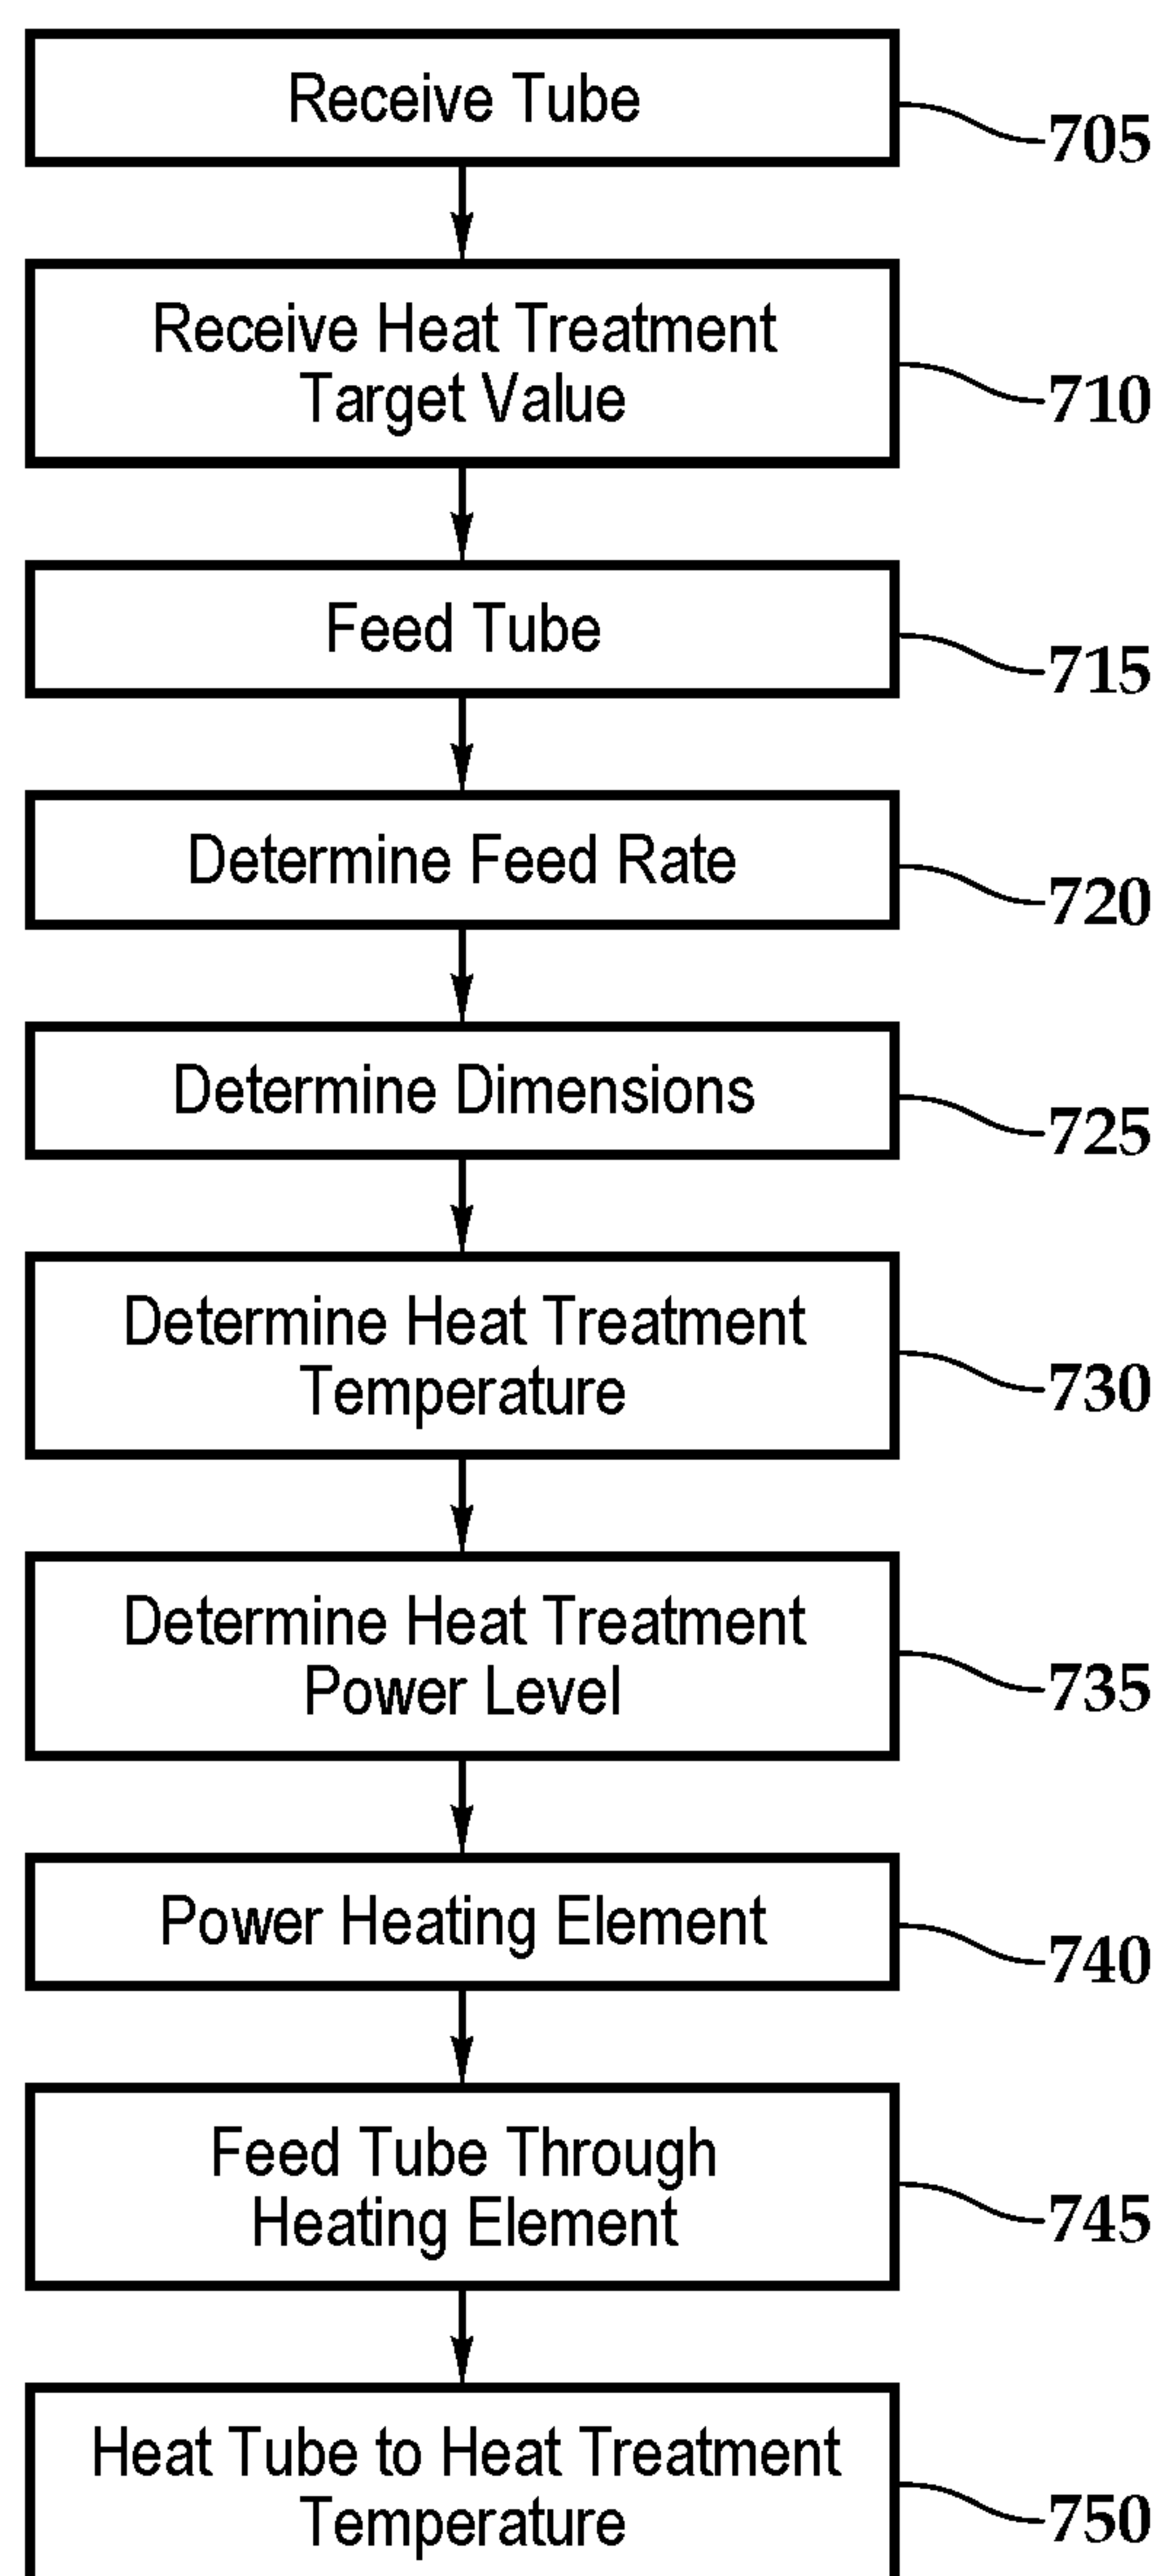 Receive Tube
705
Receive Heat Treatment
Target Value
710
Feed Tube
715
Determine Feed Rate
720
Determine Dimensions
725
Determine Heat Treatment
Temperature
730
Determine Heat Treatment
Power Level
735
Power Heating Element
740
Feed Tube Through
Heating Element
745
Heat Tube to Heat Treatment
Temperature
750